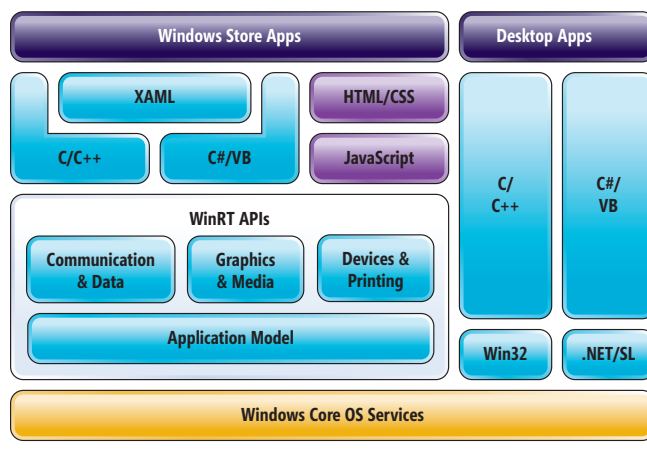 Windows Store Apps
Desktop Apps
XAML
HTML/CSS
C/C++
C#/VB
JavaScript
C/
C++
C#/
VB
WinRT APIs
Communication
& Data
Graphics
& Media
Devices &
Printing
Application Model
Win32
.NET/SL
Windows Core OS Services